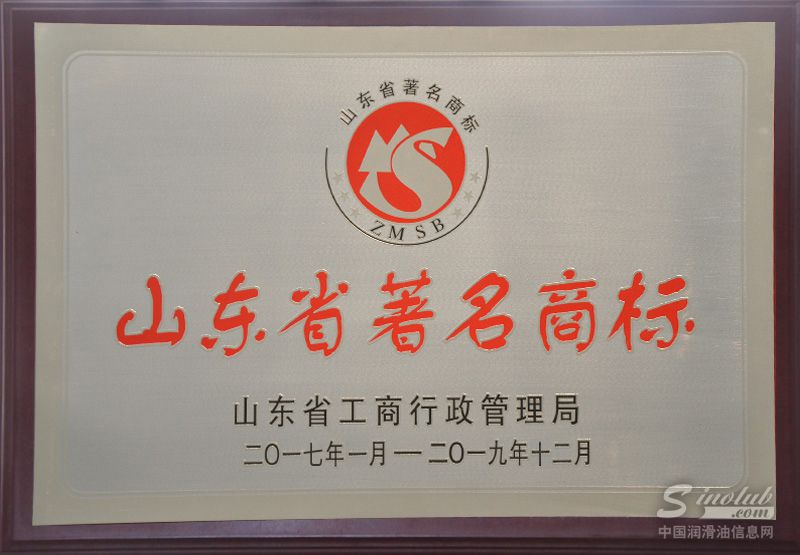 山东省著名商标
ZMSB
山东省著名商标
山东省工商行政管理局
二〇一七年一月—二〇一九年十二月
Sinolub.com
中国润滑油信息网